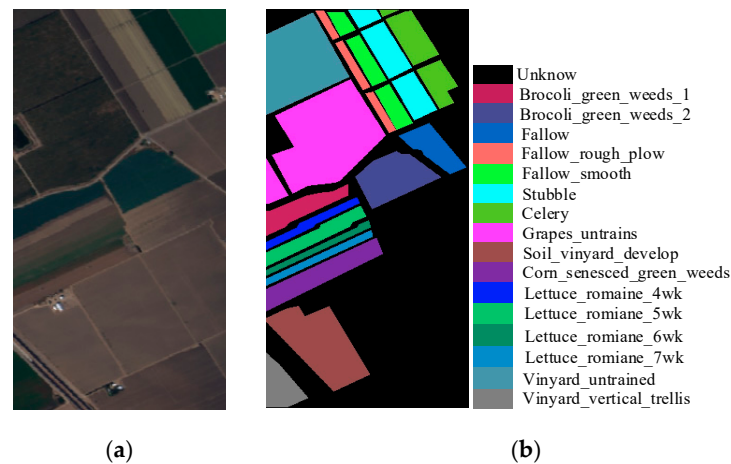 Unknow
Brocoli_green_weeds_1
Brocoli_green_weeds_2
Fallow
Fallow_rough_plow
Fallow_smooth
Stubble
Celery
Grapes_untrains
Soil_vinyard_develop
Corn_senesced_green_weeds
Lettuce_romaine_4wk
Lettuce_romiane_5wk
Lettuce_romiane_6wk
Lettuce_romiane_7wk
Vinyard_untrained
Vinyard_vertical_trellis
(a)
(b)